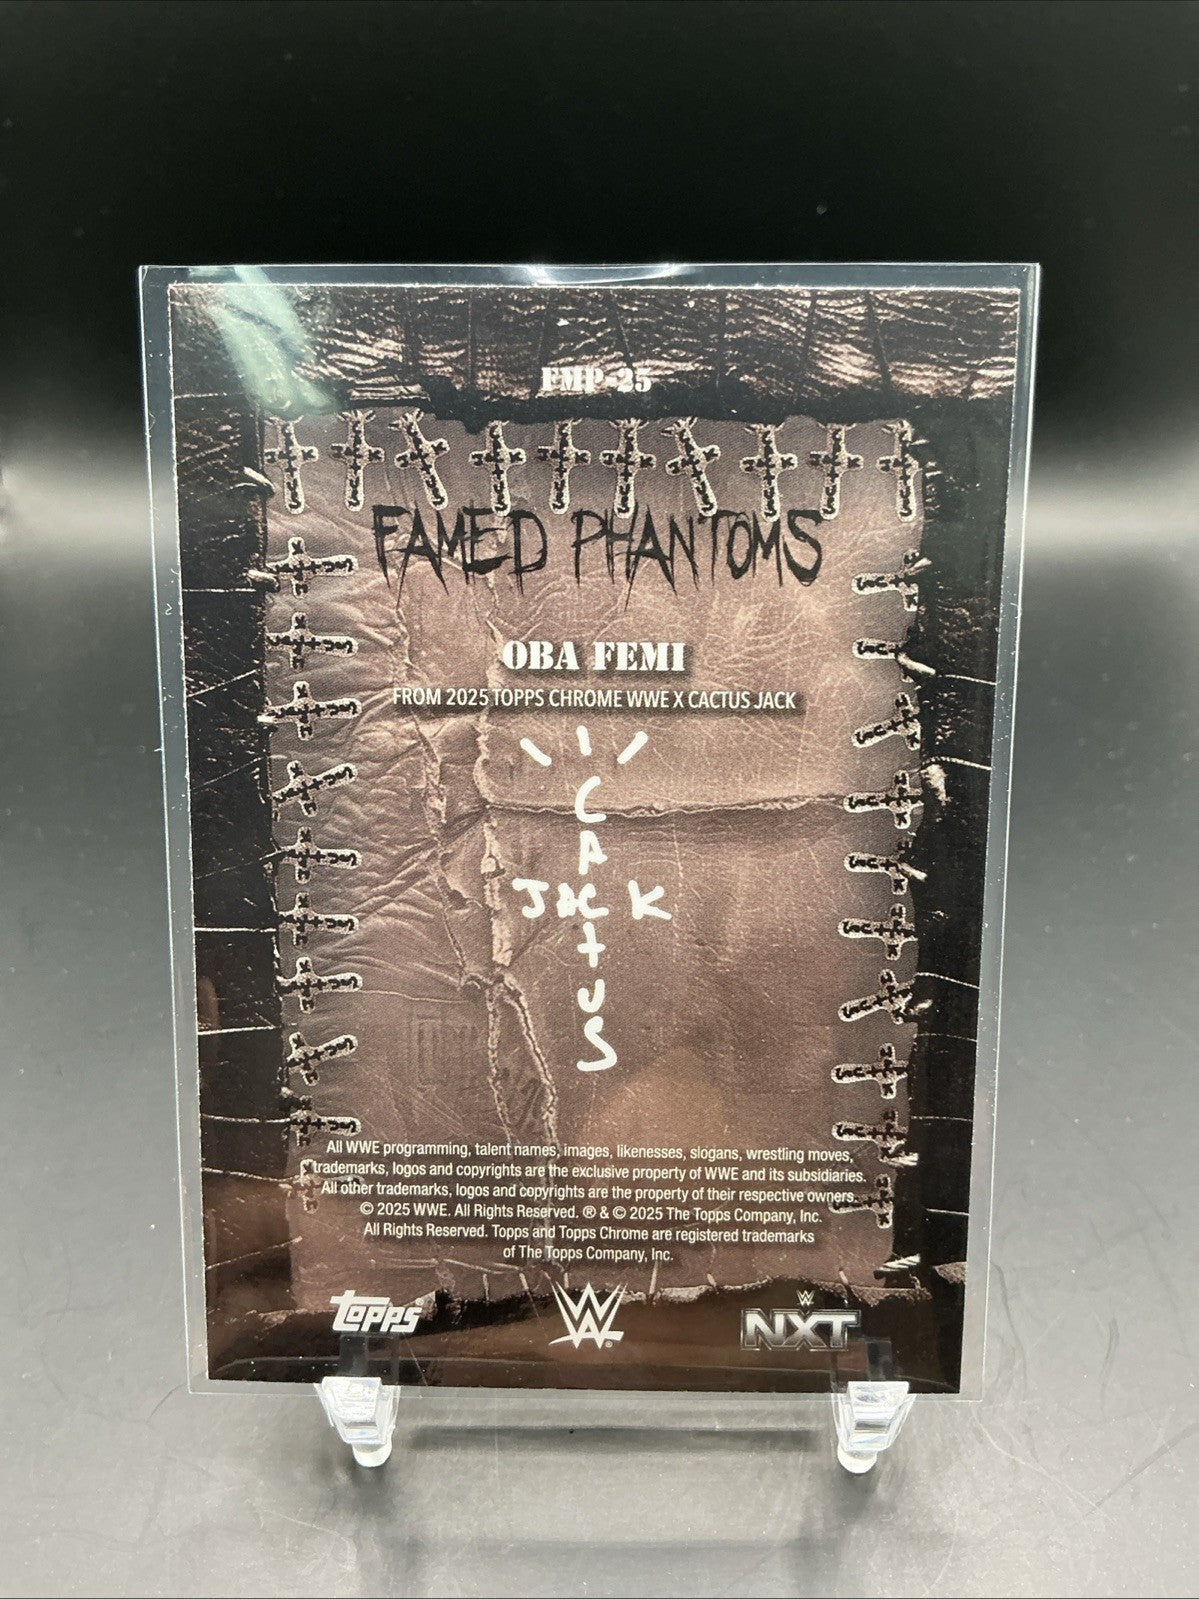 FMP-25
FAMED PHANTOMS
OBA FEMI
FROM 2025 TOPPS CHROME WWE X CACTUS JACK
CACTUS
JACK
All WWE programming, talent names, images, likenesses, slogans, wrestling moves,
trademarks, logos and copyrights are the exclusive property of WWE and its subsidiaries.
All other trademarks, logos and copyrights are the property of their respective owners.
© 2025 WWE. All Rights Reserved. ® & © 2025 The Topps Company, Inc.
All Rights Reserved. Topps and Topps Chrome are registered trademarks
of The Topps Company, Inc.
topps
W ®
W NXT